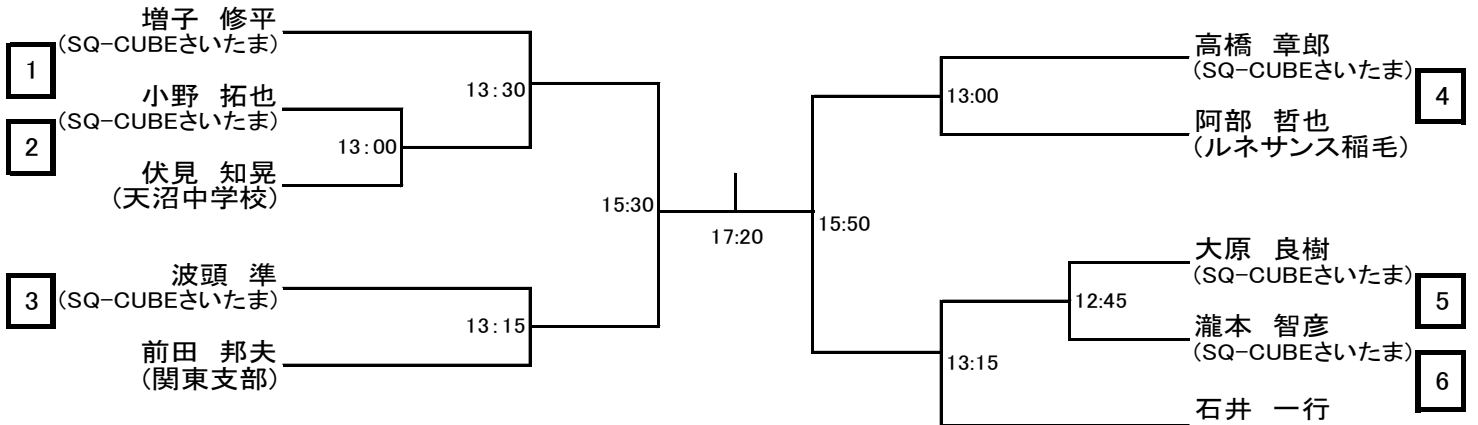 増子 修平
(SQ-CUBEさいたま)
1
13:30
小野 拓也
(SQ-CUBEさいたま)
2
13:00
伏見 知晃
(天沼中学校)
15:30
波頭 準
3
(SQ-CUBEさいたま)
13:15
前田 邦夫
(関東支部)
17:20
高橋 章郎
(SQ-CUBEさいたま)
4
13:00
阿部 哲也
(ルネサンス稲毛)
15:50
大原 良樹
(SQ-CUBEさいたま)
5
12:45
瀧本 智彦
(SQ-CUBEさいたま)
13:15
6
石井 一行